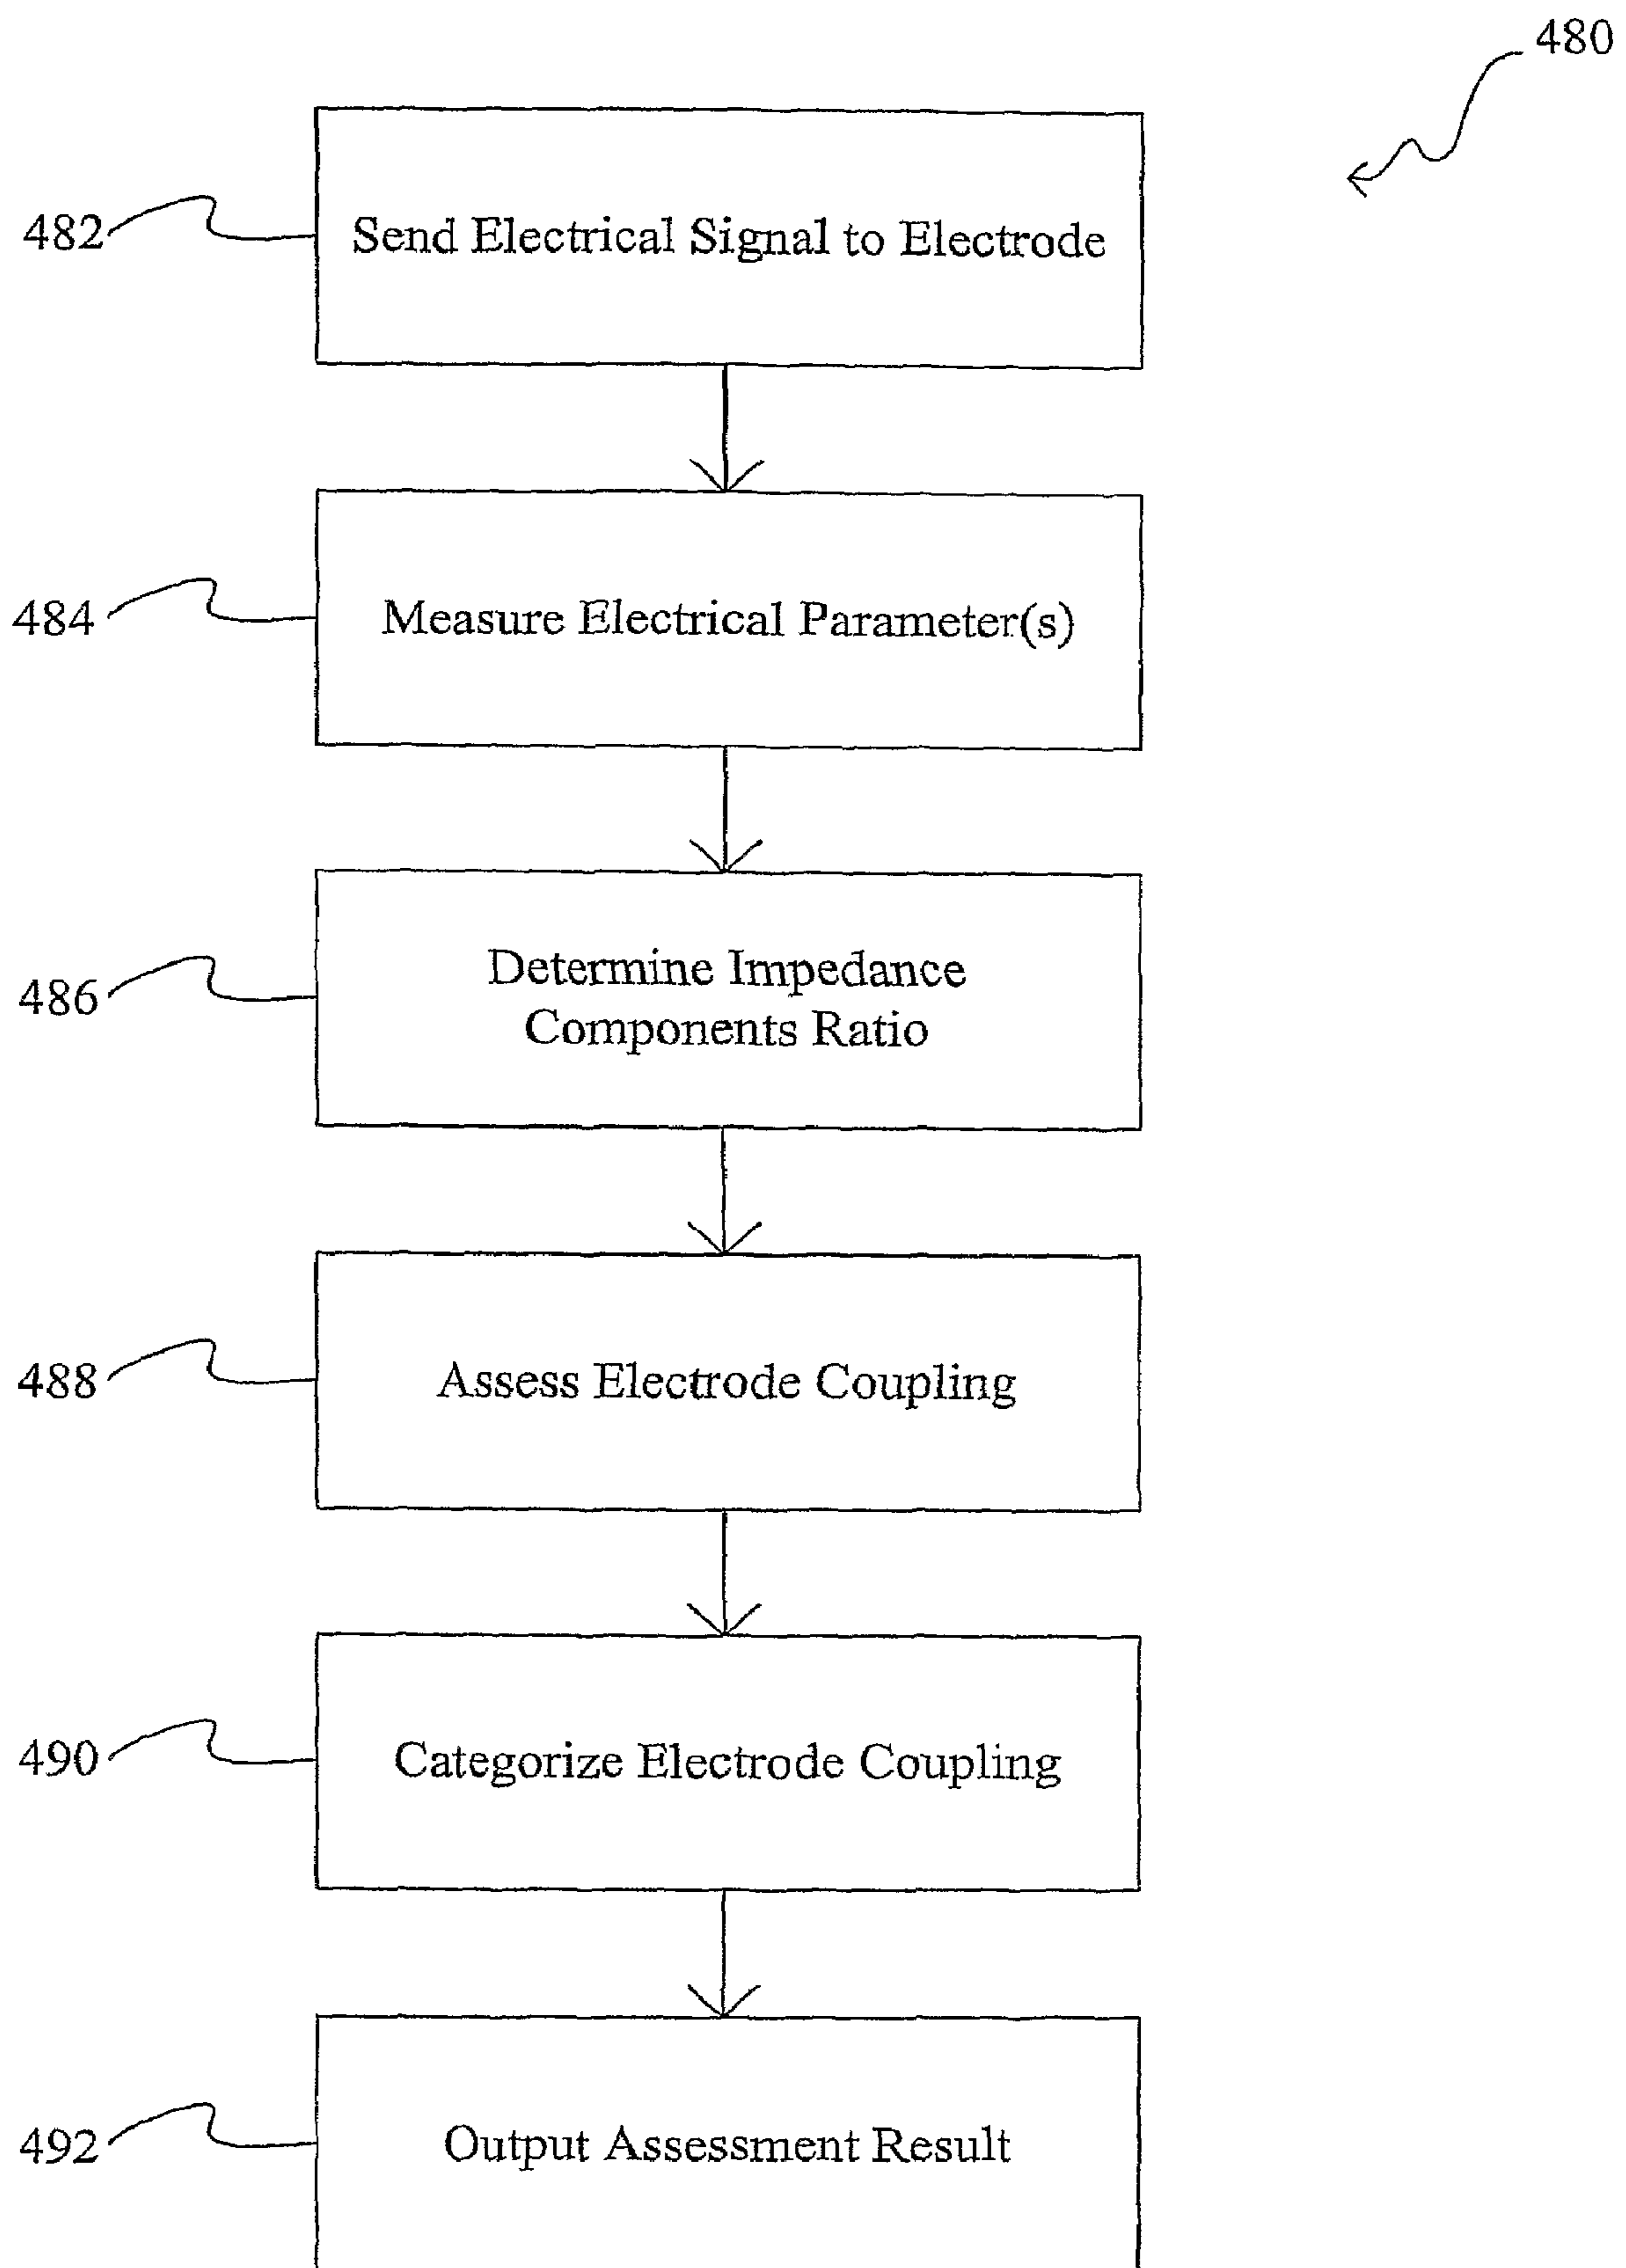 480
482
Send Electrical Signal to Electrode
484
Measure Electrical Parameter(s)
486
Determine Impedance
Components Ratio
488
Assess Electrode Coupling
490
Categorize Electrode Coupling
492
Output Assessment Result